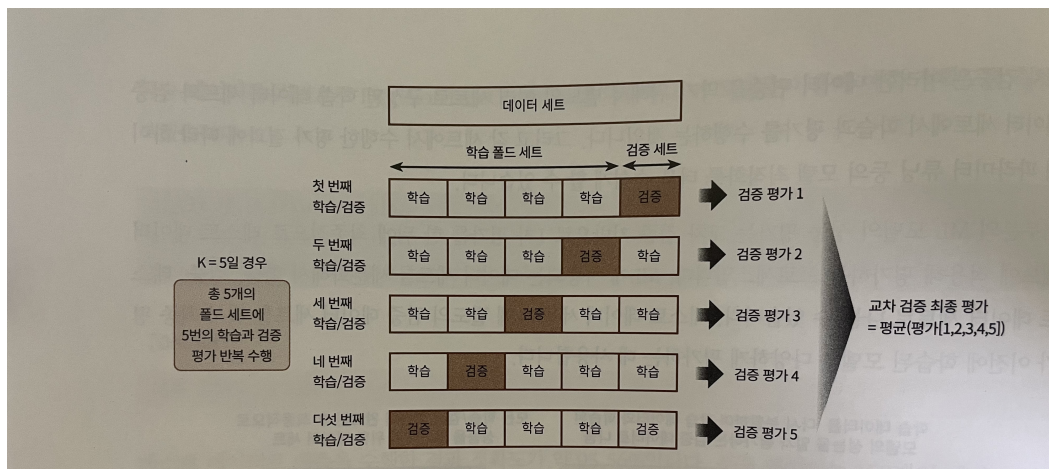 데이터 세트
학습 폴드 세트 검증 세트
첫 번째
학습/검증
학습 학습 학습 학습 검증
검증 평가 1
두 번째
학습/검증
학습 학습 학습 검증 학습
검증 평가 2
세 번째
학습/검증
학습 학습 검증 학습 학습
검증 평가 3
네 번째
학습/검증
학습 검증 학습 학습 학습
검증 평가 4
다섯 번째
학습/검증
검증 학습 학습 학습 검증
검증 평가 5
K = 5일 경우
총 5개의
폴드 세트에
5번의 학습과 검증
평가 반복 수행
교차 검증 최종 평가
= 평균(평가[1,2,3,4,5])